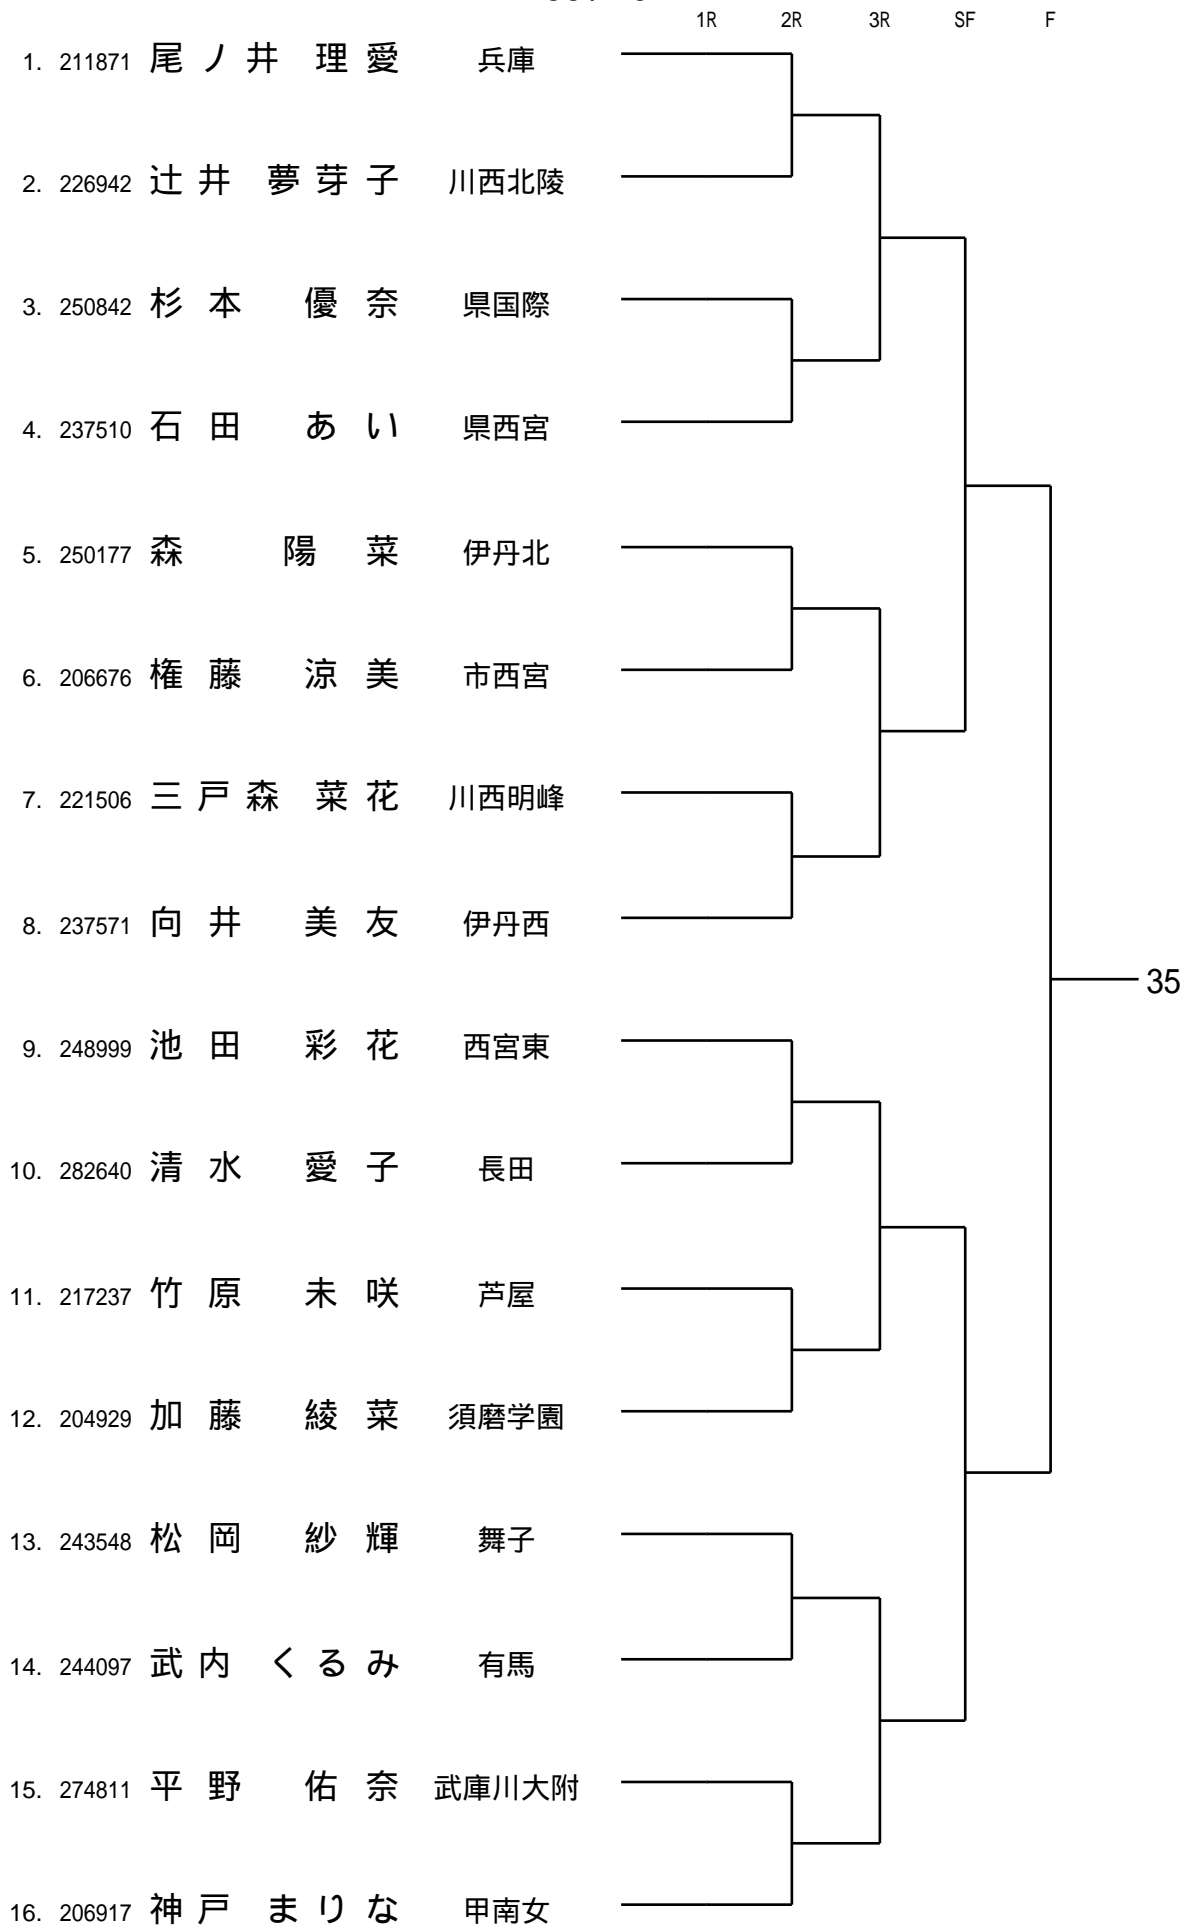 1R 2R 3R SF F
1. 211871 尾ノ井 理愛 兵庫
2. 226942 辻井 夢芽子 川西北陵
3. 250842 杉本 優奈 県国際
4. 237510 石田 あい 県西宮
5. 250177 森 陽菜 伊丹北
6. 206676 権藤 涼美 市西宮
7. 221506 三戸森 菜花 川西明峰
8. 237571 向井 美友 伊丹西
35
9. 248999 池田 彩花 西宮東
10. 282640 清水 愛子 長田
11. 217237 竹原 未咲 芦屋
12. 204929 加藤 綾菜 須磨学園
13. 243548 松岡 紗輝 舞子
14. 244097 武内 くるみ 有馬
15. 274811 平野 佑奈 武庫川大附
16. 206917 神戸 まりな 甲南女